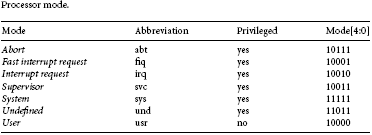 Processor mode.
Mode Abbreviation Privileged Mode[4:0]
Abort abt yes 10111
Fast interrupt request fiq yes 10001
Interrupt request irq yes 10010
Supervisor svc yes 10011
System sys yes 11111
Undefined und yes 11011
User usr no 10000